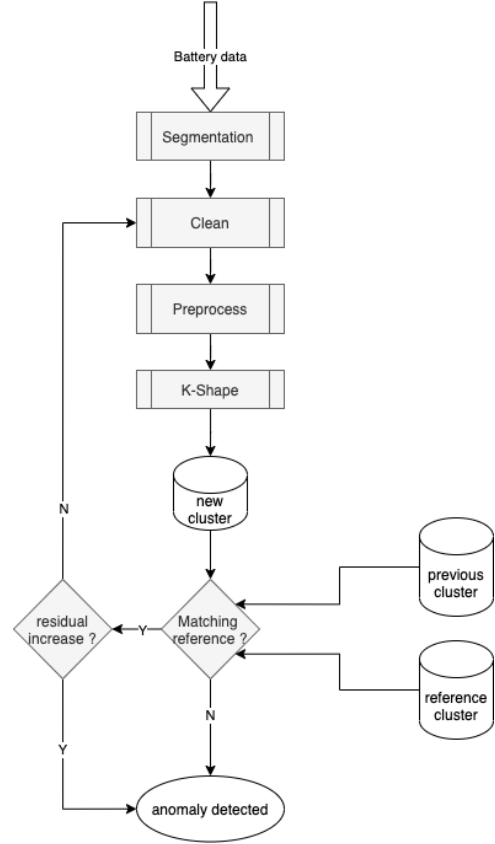 Battery data
Segmentation
Clean
Preprocess
K-Shape
new
cluster
previous
cluster
N
residual
increase ?
Y
Matching
reference ?
reference
cluster
N
Y
anomaly detected